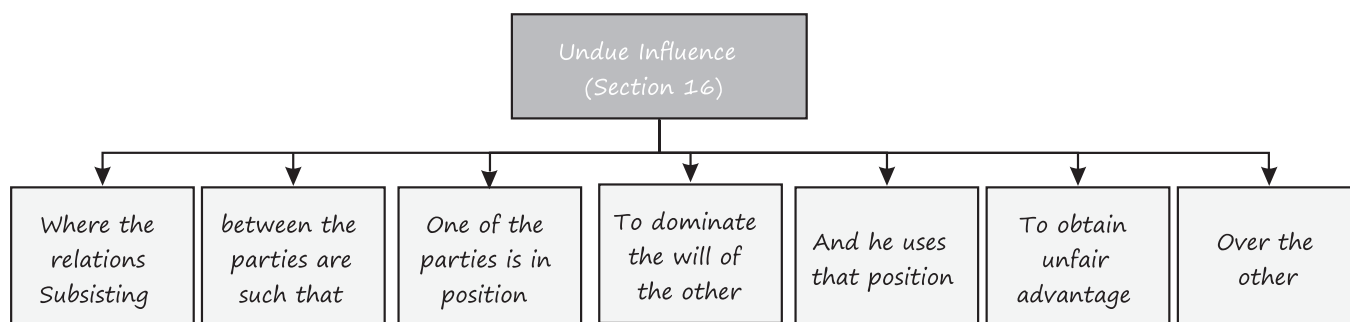 Undue Influence
(Section 16)
Where the
relations
Subsisting
between the
parties are
such that
One of the
parties is in
position
To dominate
the will of
the other
And he uses
that position
To obtain
unfair
advantage
Over the
other